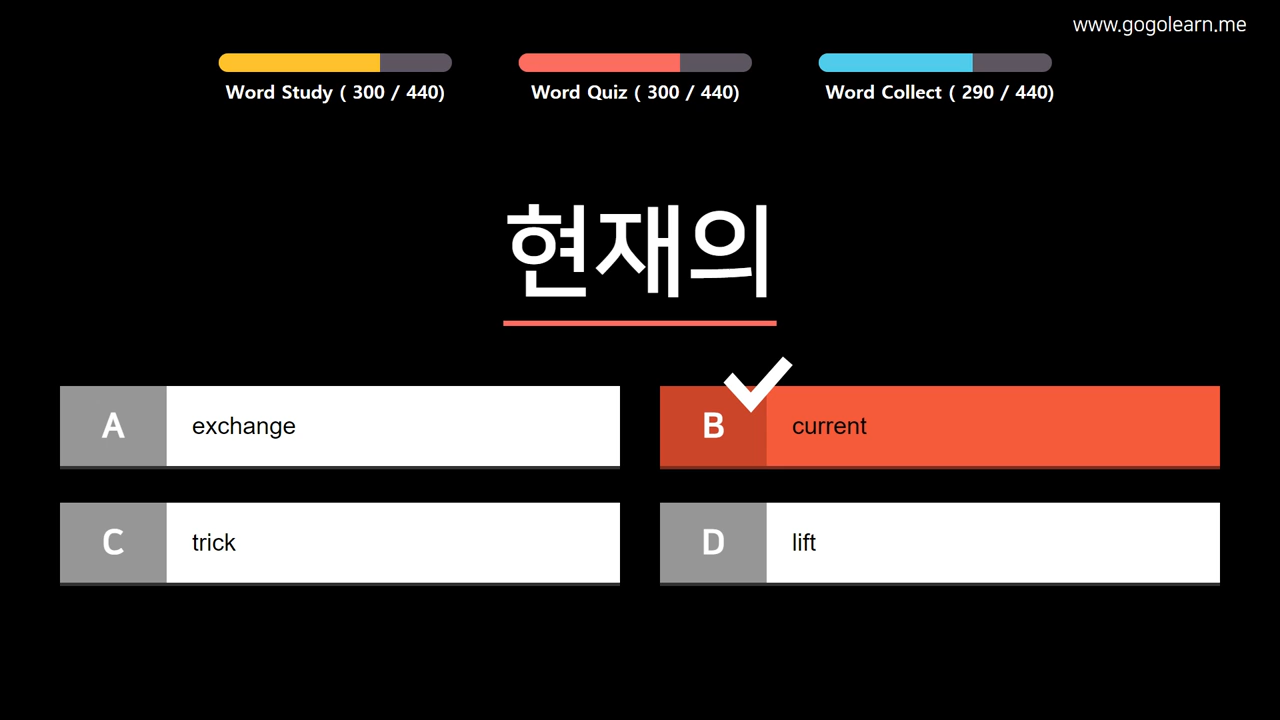 www.gogolearn.me
Word Study ( 300 / 440)
Word Quiz ( 300 / 440)
Word Collect ( 290 / 440)
현재의
A exchange
B current
C trick
D lift